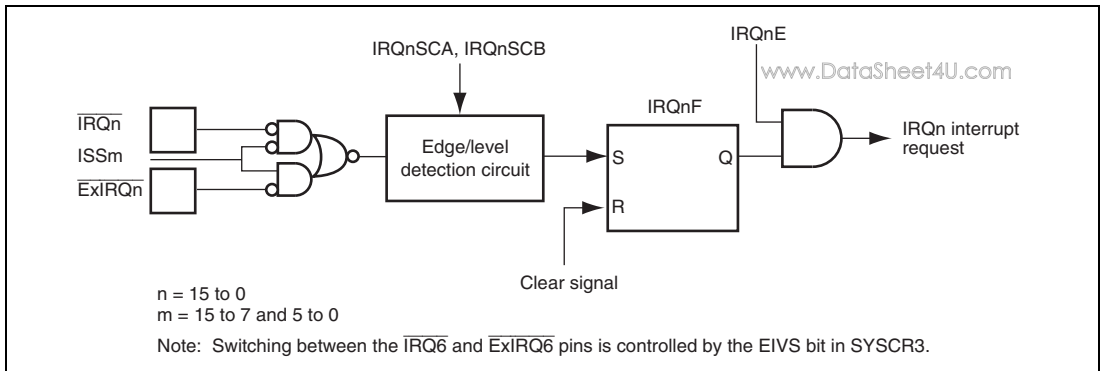 IRQnE
IRQnSCA, IRQnSCB
www.DataSheet4U.com
IRQn
IRQnF
ISSm
Edge/level
detection circuit
S
Q
IRQn interrupt
request
ExIRQn
R
Clear signal
n = 15 to 0
m = 15 to 7 and 5 to 0
Note: Switching between the IRQ6 and ExIRQ6 pins is controlled by the EIVS bit in SYSCR3.